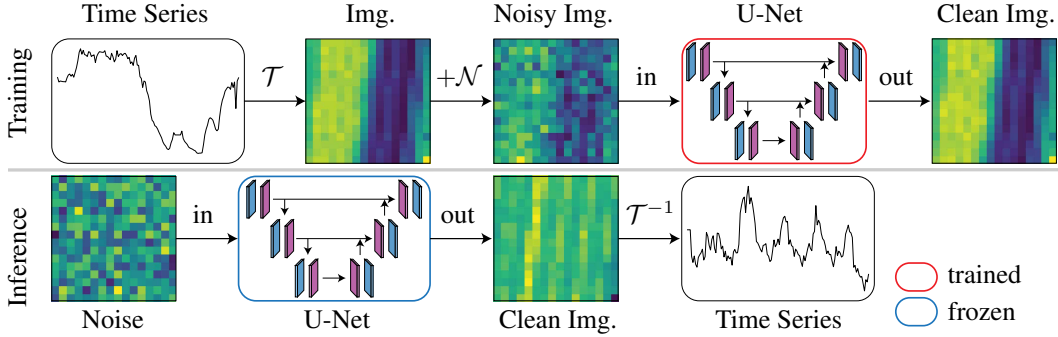 Time Series Img. Noisy Img. U-Net Clean Img.
Training
𝒯 +𝒩 in out
Inference
in out 𝒯⁻¹
trained
frozen
Noise U-Net Clean Img. Time Series